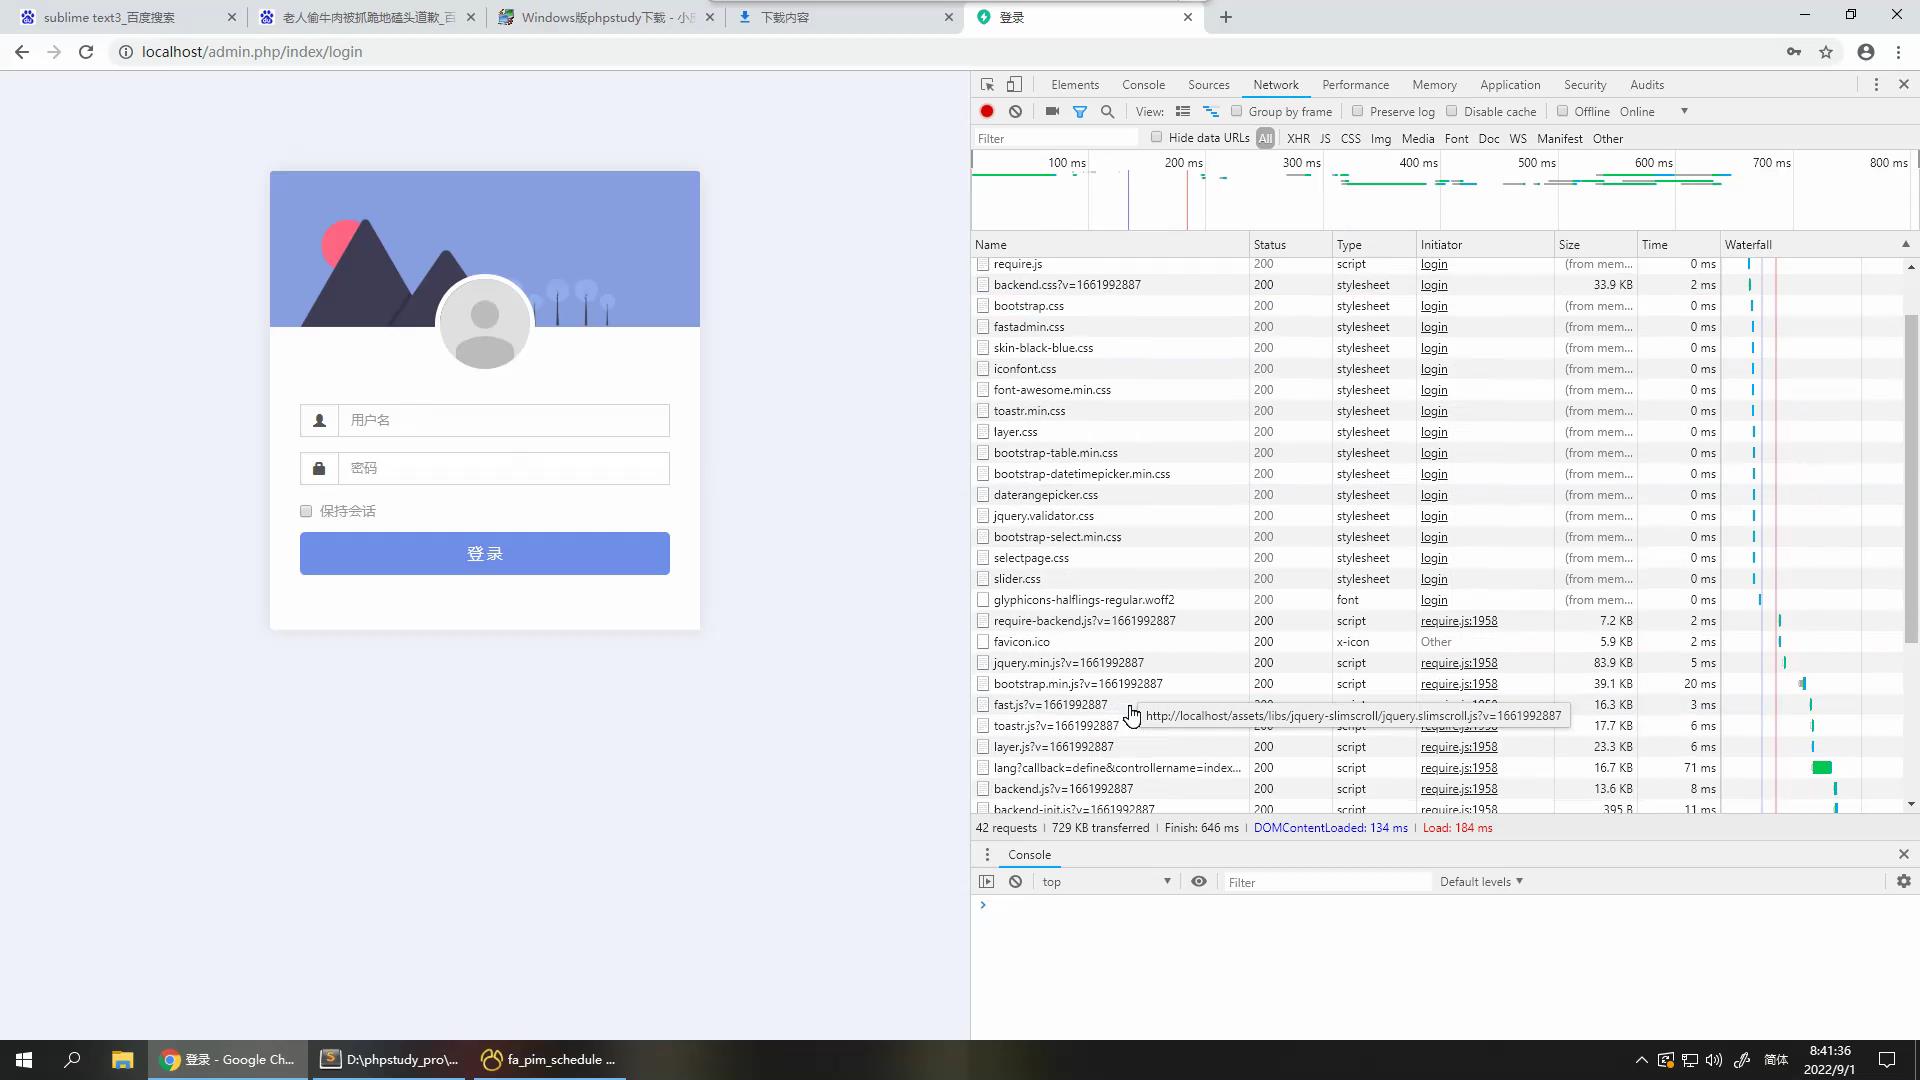 sublime text3_百度搜索
老人偷牛肉被抓跪地磕头道歉_百
Windows版phpstudy下载 - 小
下载内容
登录
localhost/admin.php/index/login
Elements Console Sources Network Performance Memory Application Security Audits
View: Group by frame Preserve log Disable cache Offline Online
Filter Hide data URLs All XHR JS CSS Img Media Font Doc WS Manifest Other
100 ms 200 ms 300 ms 400 ms 500 ms 600 ms 700 ms 800 ms
Name Status Type Initiator Size Time Waterfall
require.js 200 script login (from mem... 0 ms
backend.css?v=1661992887 200 stylesheet login 33.9 KB 2 ms
bootstrap.css 200 stylesheet login (from mem... 0 ms
fastadmin.css 200 stylesheet login (from mem... 0 ms
skin-black-blue.css 200 stylesheet login (from mem... 0 ms
iconfont.css 200 stylesheet login (from mem... 0 ms
font-awesome.min.css 200 stylesheet login (from mem... 0 ms
toastr.min.css 200 stylesheet login (from mem... 0 ms
layer.css 200 stylesheet login (from mem... 0 ms
bootstrap-table.min.css 200 stylesheet login (from mem... 0 ms
bootstrap-datetimepicker.min.css 200 stylesheet login (from mem... 0 ms
daterangepicker.css 200 stylesheet login (from mem... 0 ms
jquery.validator.css 200 stylesheet login (from mem... 0 ms
bootstrap-select.min.css 200 stylesheet login (from mem... 0 ms
selectpage.css 200 stylesheet login (from mem... 0 ms
slider.css 200 stylesheet login (from mem... 0 ms
glyphicons-halflings-regular.woff2 200 font login (from mem... 0 ms
require-backend.js?v=1661992887 200 script require.js:1958 7.2 KB 2 ms
favicon.ico 200 x-icon Other 5.9 KB 2 ms
jquery.min.js?v=1661992887 200 script require.js:1958 83.9 KB 5 ms
bootstrap.min.js?v=1661992887 200 script require.js:1958 39.1 KB 20 ms
fast.js?v=1661992887 16.3 KB 3 ms
http://localhost/assets/libs/jquery-slimscroll/jquery.slimscroll.js?v=1661992887
toastr.js?v=1661992887 200 script require.js:1958 17.7 KB 6 ms
layer.js?v=1661992887 200 script require.js:1958 23.3 KB 6 ms
lang?callback=define&controllername=index... 200 script require.js:1958 16.7 KB 71 ms
backend.js?v=1661992887 200 script require.js:1958 13.6 KB 8 ms
backend-init.js?v=1661992887 200 script require.js:1958 395 B 11 ms
42 requests | 729 KB transferred | Finish: 646 ms | DOMContentLoaded: 134 ms | Load: 184 ms
Console
top Filter Default levels
用户名
密码
保持会话
登录
登录 - Google Ch...
D:\phpstudy_pro\...
fa_pim_schedule ...
简体
8:41:36
2022/9/1